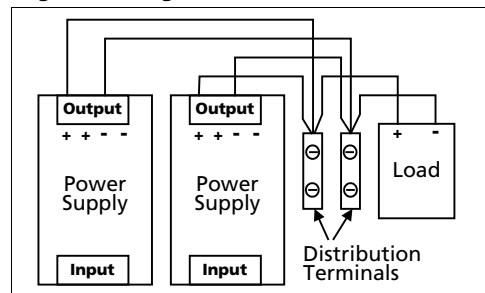 Output
+ + - -
Power
Supply
Input
Output
+ + - -
Power
Supply
Input
+ -
Load
Distribution
Terminals